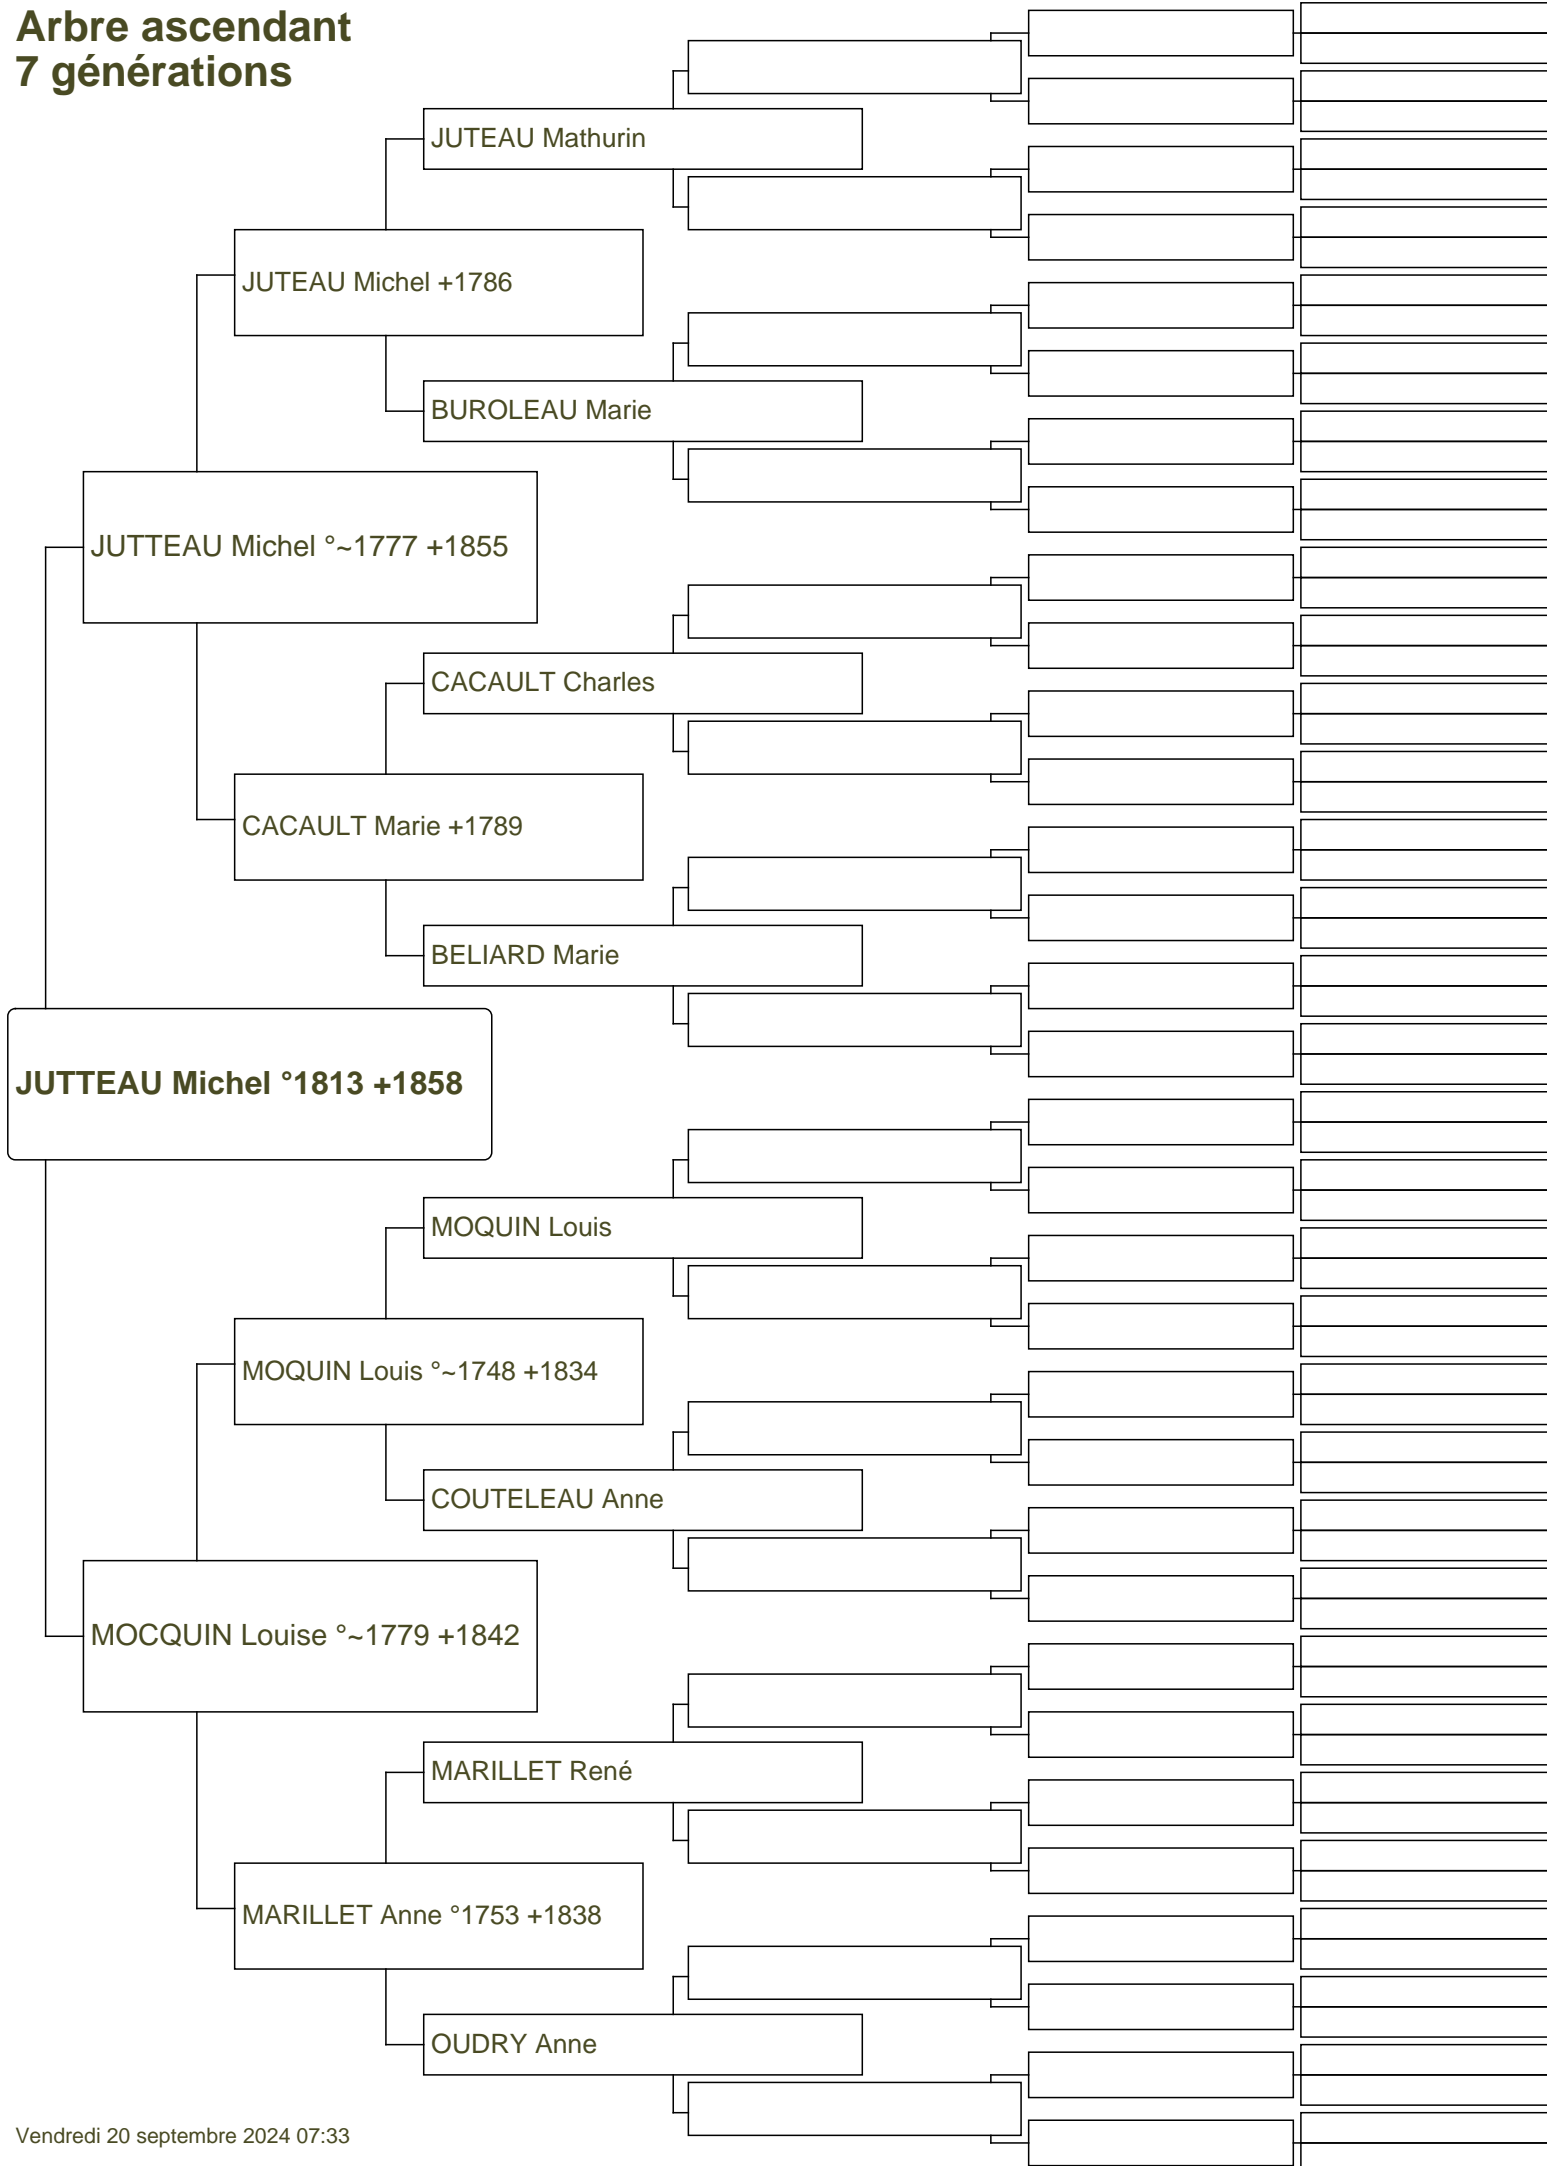 Arbre ascendant
7 générations
JUTEAU Mathurin
JUTEAU Michel +1786
BUROLEAU Marie
JUTTEAU Michel °~1777 +1855
CACAULT Charles
CACAULT Marie +1789
BELIARD Marie
JUTTEAU Michel °1813 +1858
MOQUIN Louis
MOQUIN Louis °~1748 +1834
COUTELEAU Anne
MOCQUIN Louise °~1779 +1842
MARILLET René
MARILLET Anne °1753 +1838
OUDRY Anne
Vendredi 20 septembre 2024 07:33